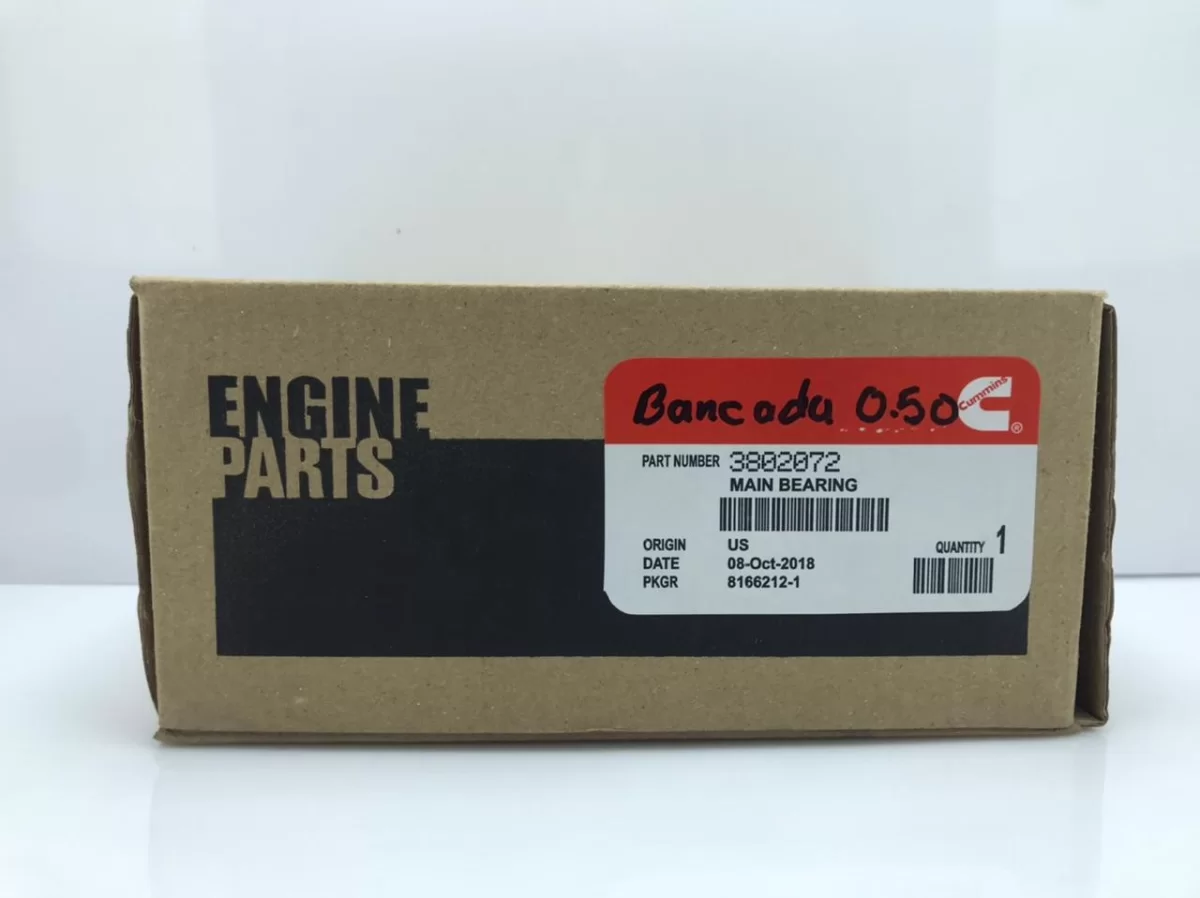 ENGINE
PARTS
Bancada 0.50
Cummins
®
PART NUMBER 3802072
MAIN BEARING
ORIGIN US
QUANTITY 1
DATE 08-Oct-2018
PKGR 8166212-1